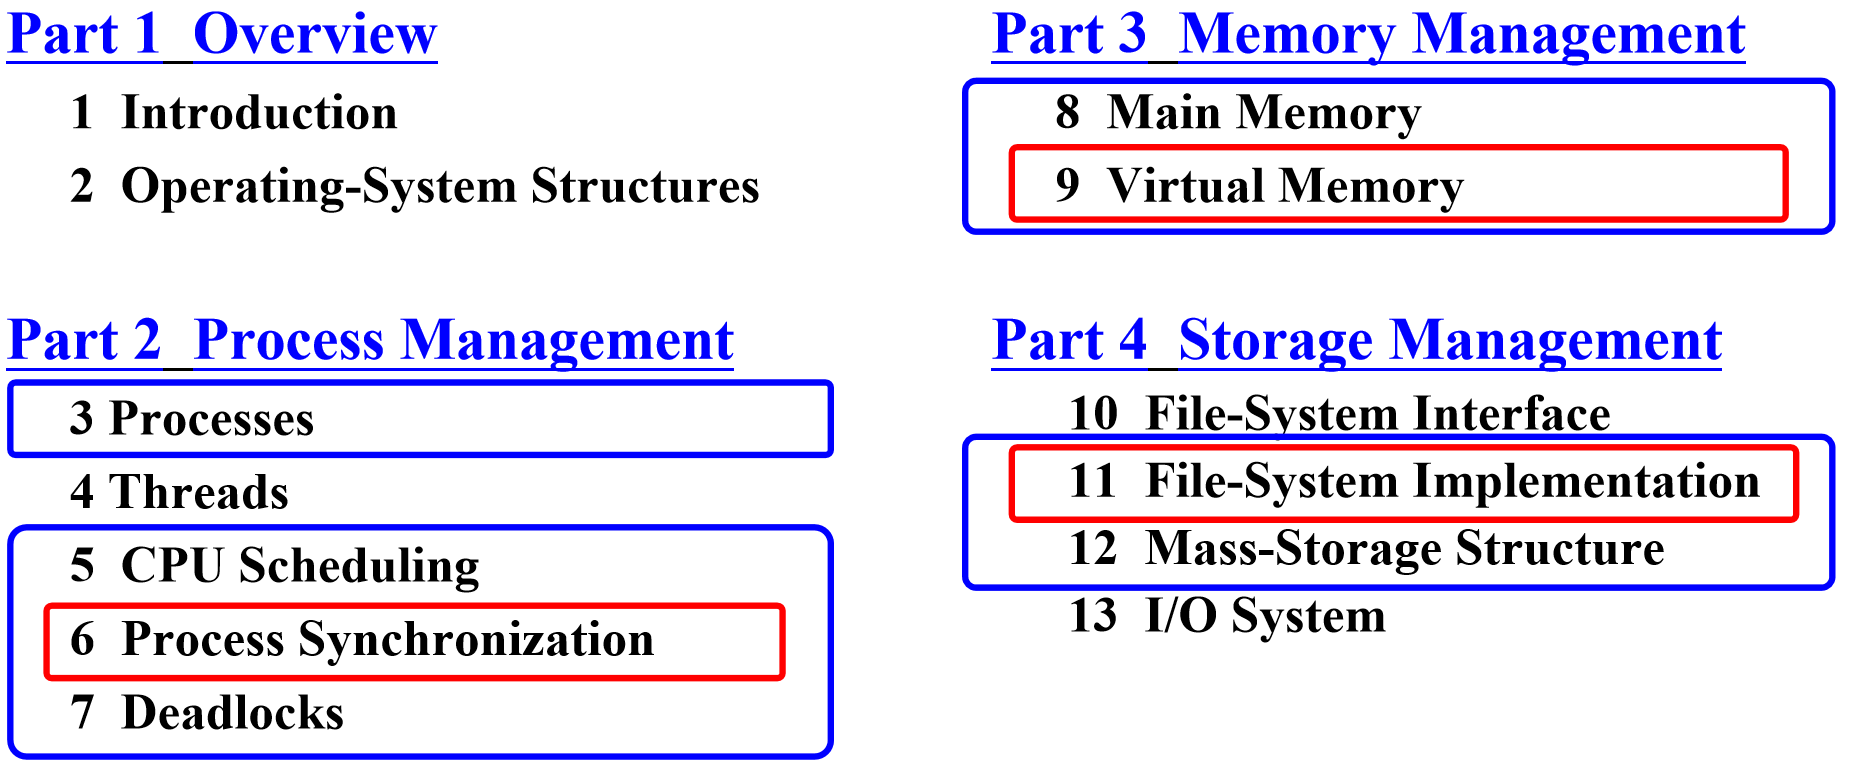 Part 1  Overview
1  Introduction
2  Operating-System Structures
Part 2  Process Management
3 Processes
4 Threads
5  CPU Scheduling
6  Process Synchronization
7  Deadlocks
Part 3  Memory Management
8  Main Memory
9  Virtual Memory
Part 4  Storage Management
10  File-System Interface
11  File-System Implementation
12  Mass-Storage Structure
13  I/O System